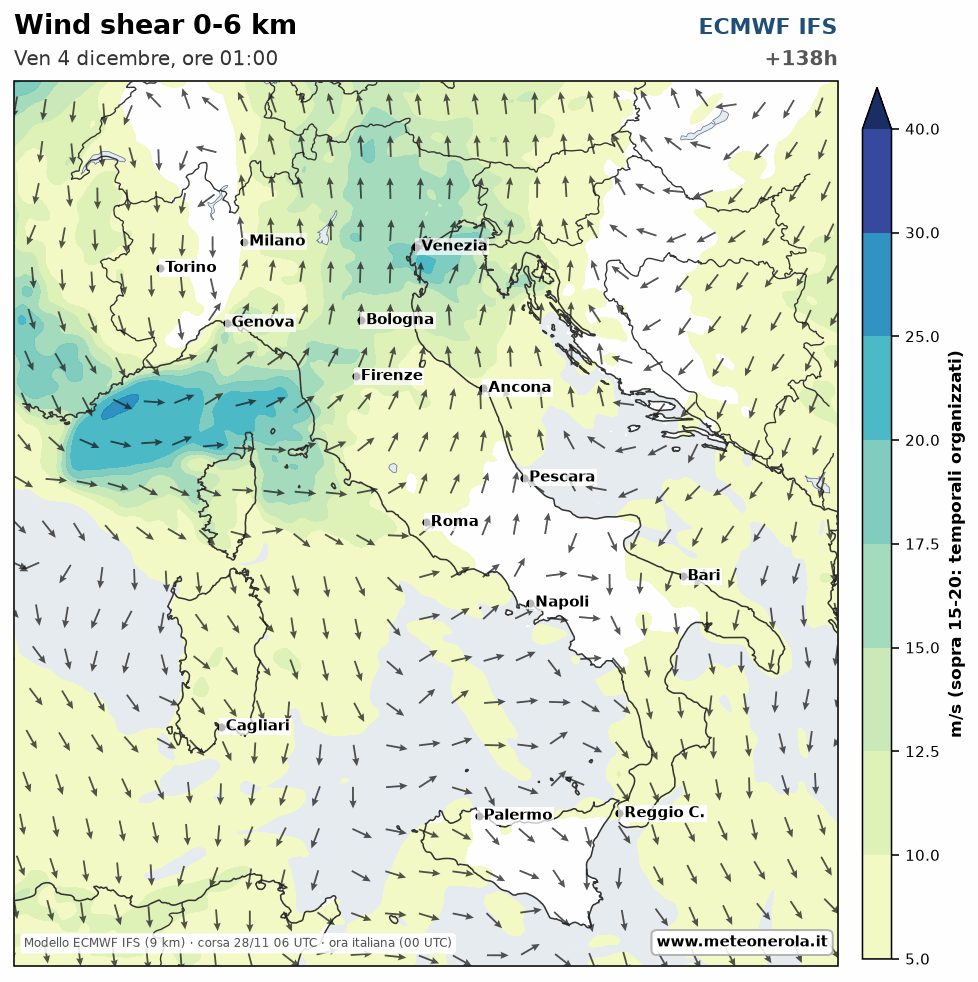 Wind shear 0-6 km
ECMWF IFS
Ven 4 dicembre, ore 01:00
+138h
40.0
30.0
25.0
20.0
17.5
15.0
12.5
10.0
5.0
m/s (sopra 15-20: temporali organizzati)
Milano
Venezia
Torino
Genova
Bologna
Firenze
Ancona
Pescara
Roma
Bari
Napoli
Cagliari
Palermo
Reggio C.
Modello ECMWF IFS (9 km) · corsa 28/11 06 UTC · ora italiana (00 UTC)
www.meteonerola.it